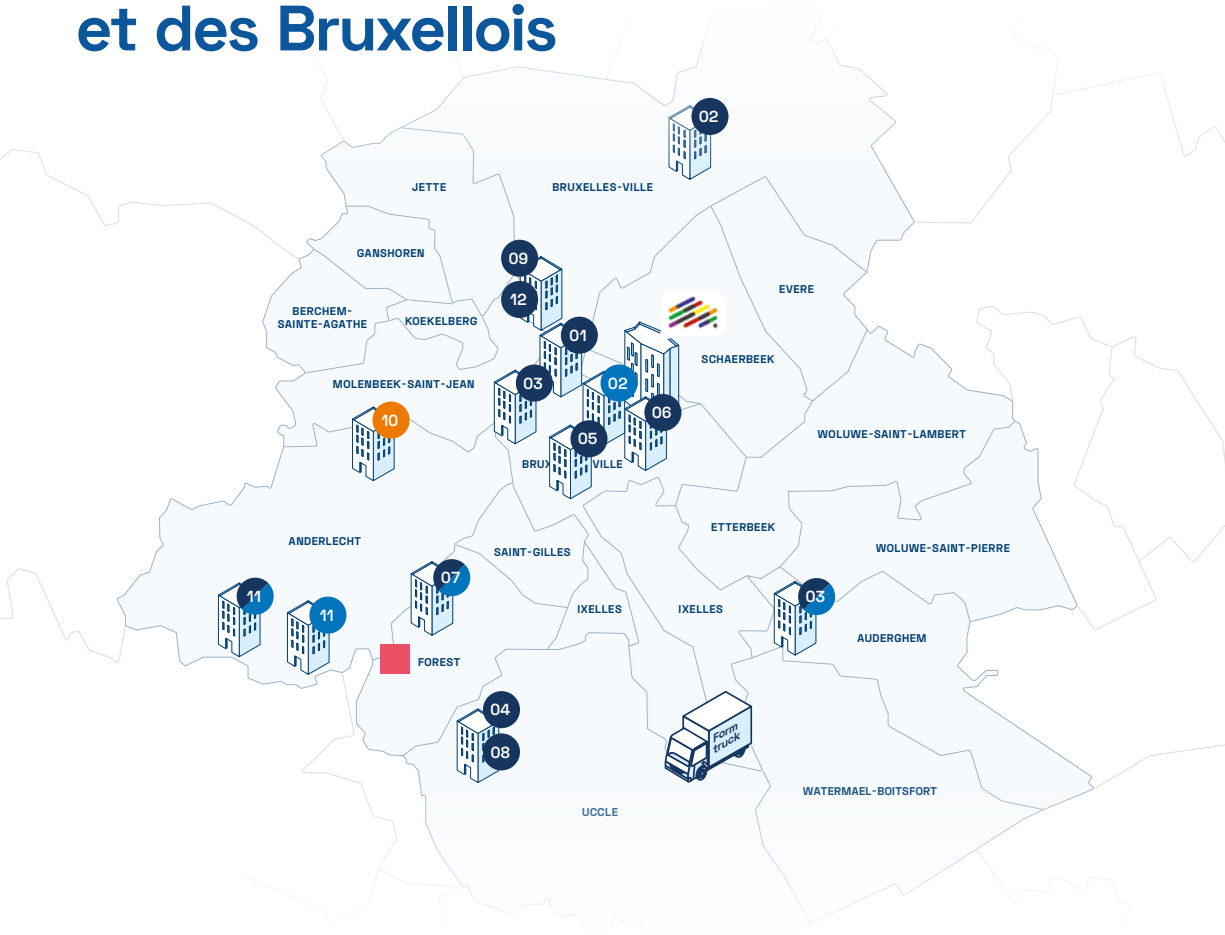 et des Bruxellois
02
JETTE
BRUXELLES-VILLE
GANSHOREN
09
EVERE
12
BERCHEM-
SAINTE-AGATHE
KOEKELBERG
01
SCHAERBEEK
MOLENBEEK-SAINT-JEAN
03
02
06
10
WOLUWE-SAINT-LAMBERT
05
BRUX
VILLE
ETTERBEEK
ANDERLECHT
SAINT-GILLES
WOLUWE-SAINT-PIERRE
07
11
03
IXELLES
IXELLES
11
AUDERGHEM
FOREST
04
Form
truck
08
WATERMAEL-BOITSFORT
UCCLE